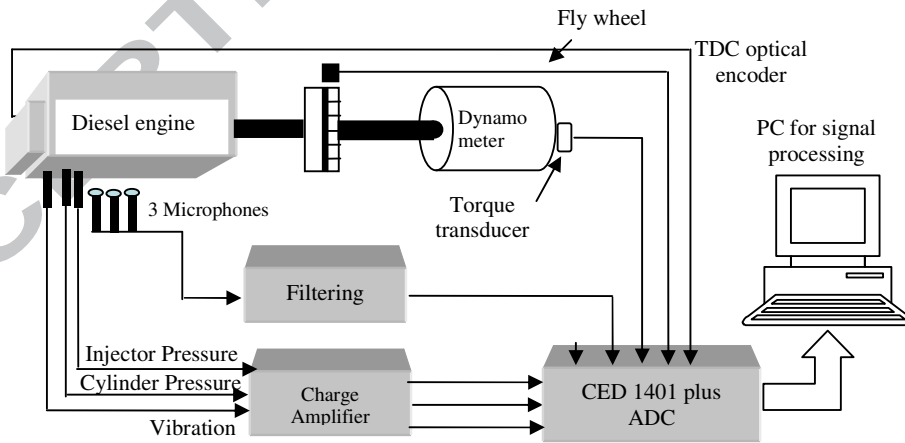 Fly wheel
TDC optical
encoder
Diesel engine
Dynamo
meter
PC for signal
processing
3 Microphones
Torque
transducer
Filtering
Injector Pressure
Cylinder Pressure
Vibration
Charge
Amplifier
CED 1401 plus
ADC